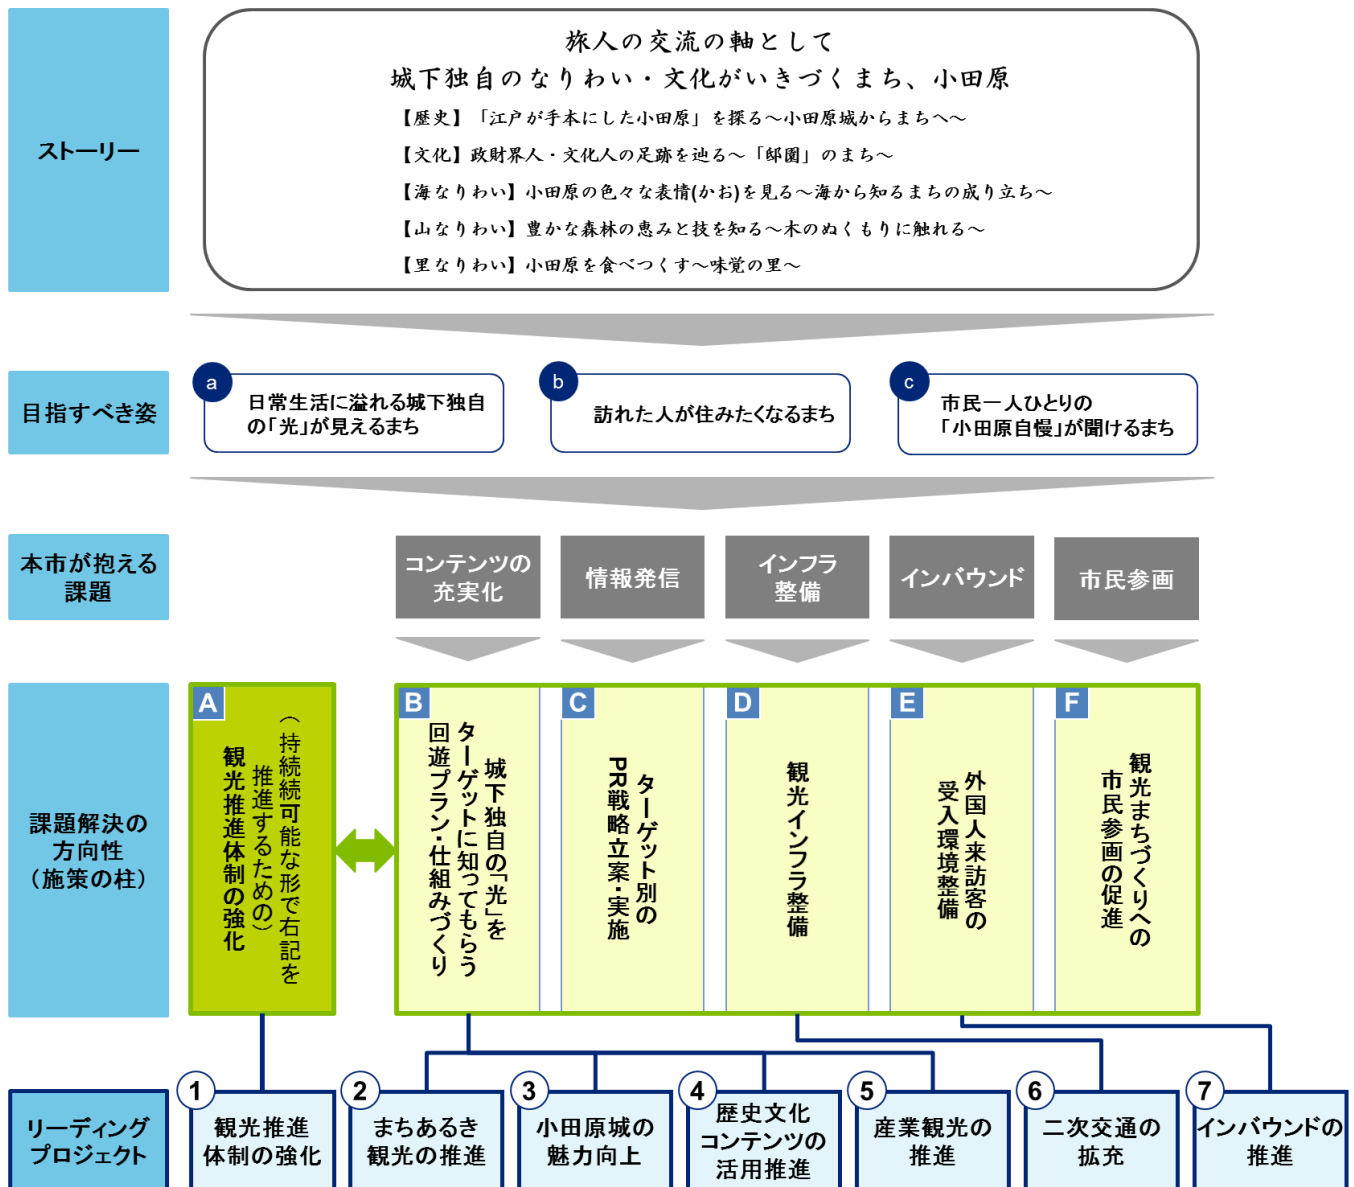 ストーリー
旅人の交流の軸として
城下独自のなりわい・文化がいきづくまち、小田原
【歴史】「江戸が手本にした小田原」を探る～小田原城からまちへ～
【文化】政財界人・文化人の足跡を辿る～「邸園」のまち～
【海なりわい】小田原の色々な表情(かお)を見る～海から知るまちの成り立ち～
【山なりわい】豊かな森林の恵みと技を知る～木のぬくもりに触れる～
【里なりわい】小田原を食べつくす～味覚の里～
目指すべき姿
a
日常生活に溢れる城下独自
の「光」が見えるまち
b
訪れた人が住みたくなるまち
c
市民一人ひとりの
「小田原自慢」が聞けるまち
本市が抱える
課題
コンテンツの
充実化
情報発信
インフラ
整備
インバウンド
市民参画
課題解決の
方向性
（施策の柱）
A
（持続続可能な形で右記を
推進するための）
観光推進体制の強化
B
城下独自の「光」を
ターゲットに知ってもらう
回遊プラン・仕組みづくり
C
ターゲット別の
PR戦略立案・実施
D
観光インフラ整備
E
外国人来訪客の
受入環境整備
F
観光まちづくりへの
市民参画の促進
リーディング
プロジェクト
1
観光推進
体制の強化
2
まちあるき
観光の推進
3
小田原城の
魅力向上
4
歴史文化
コンテンツの
活用推進
5
産業観光の
推進
6
二次交通の
拡充
7
インバウンドの
推進